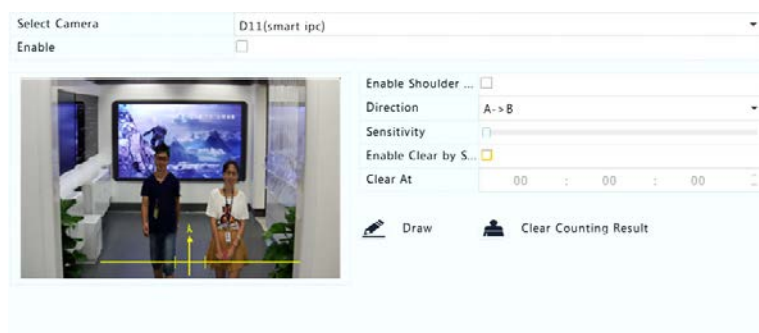 Select Camera D11(smart ipc)
Enable
Enable Shoulder ...
Direction A->B
Sensitivity
Enable Clear by S...
Clear At 00 : 00 : 00
Draw Clear Counting Result